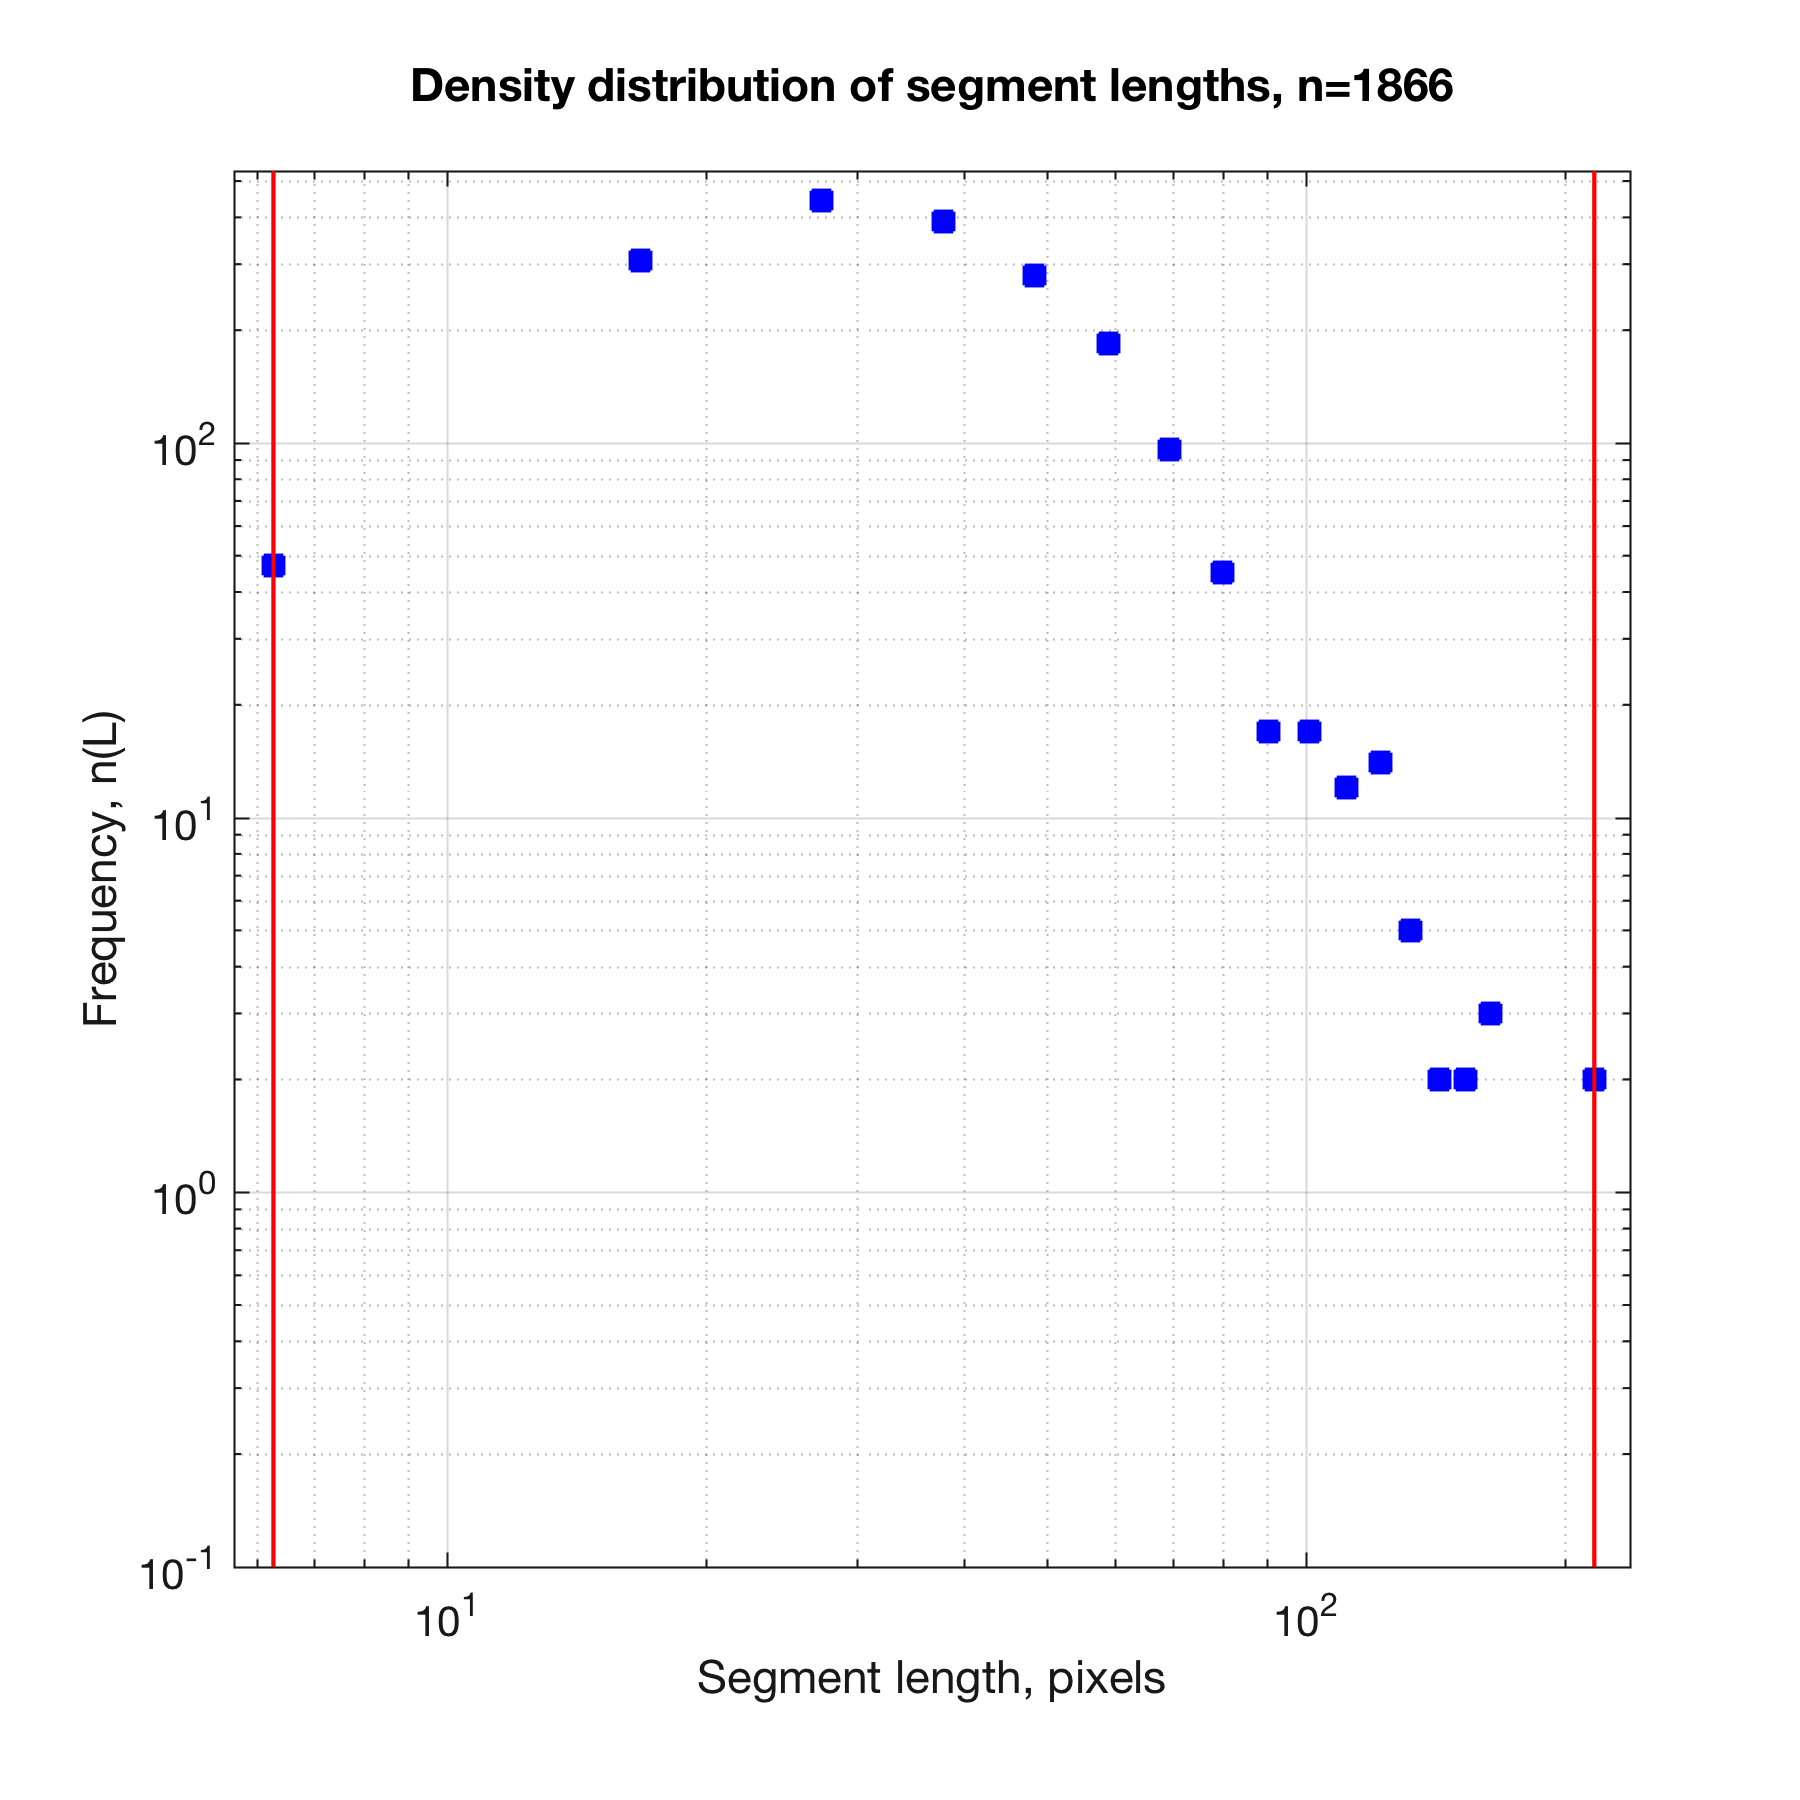 Density distribution of segment lengths, n=1866
Frequency, n(L)
10^2
10^1
10^0
10^-1
10^1
10^2
Segment length, pixels